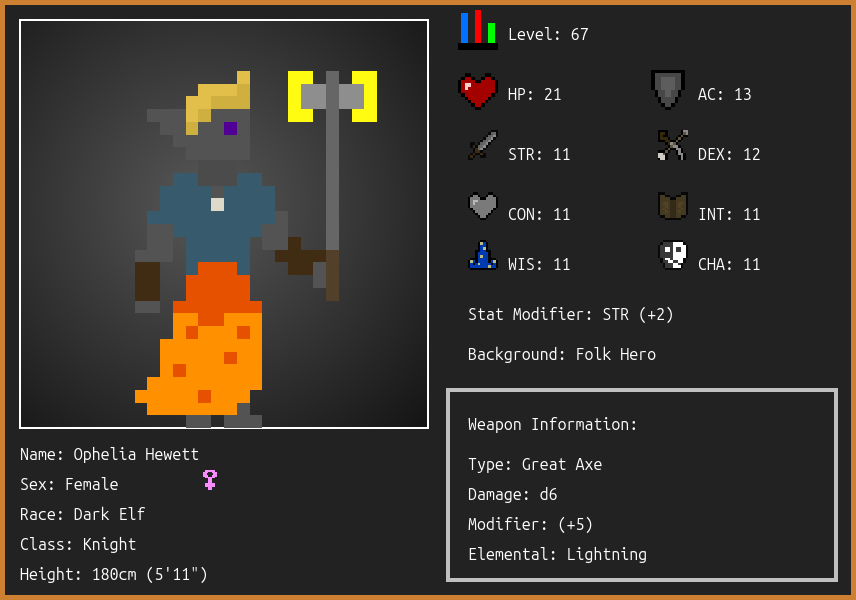 Level: 67
HP: 21
AC: 13
STR: 11
DEX: 12
CON: 11
INT: 11
WIS: 11
CHA: 11
Stat Modifier: STR (+2)
Background: Folk Hero
Weapon Information:
Type: Great Axe
Damage: d6
Modifier: (+5)
Elemental: Lightning
Name: Ophelia Hewett
Sex: Female
Race: Dark Elf
Class: Knight
Height: 180cm (5'11")